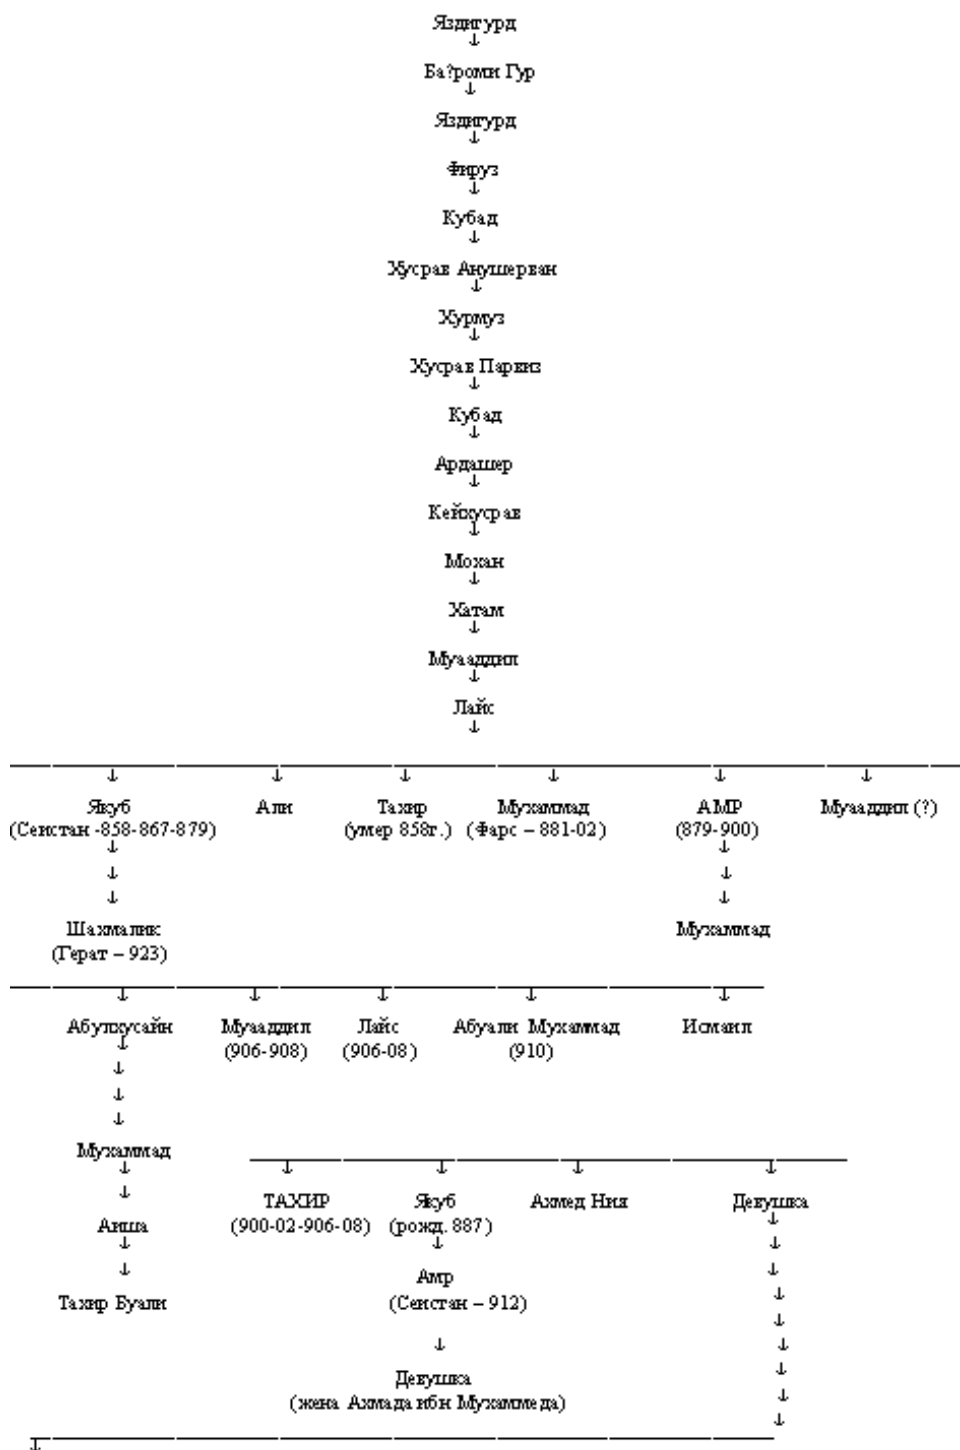 Яздигурд
↓
Ба?роми Гур
↓
Яздигурд
↓
Фируз
↓
Кубад
↓
Хусрав Анушерван
↓
Хурмуз
↓
Хусрав Парвиз
↓
Кубад
↓
Ардашер
↓
Кейхусрав
↓
Мохан
↓
Хатам
↓
Муааддил
↓
Лайс
↓
↓ ↓ ↓ ↓ ↓ ↓
Якуб Али Тахир Мухаммад АМР Муааддил (?)
(Сеистан -858-867-879) (умер 858г.) (Фарс – 881-02) (879-900)
↓ ↓
↓ ↓
↓ ↓
Шахмалик Мухаммад
(Герат – 923)
↓ ↓ ↓ ↓ ↓
Абулхусайн Муааддил Лайс Абуали Мухаммад Исмаил
(906-908) (906-08) (910)
↓
↓
↓
↓
Мухаммад
↓ ↓ ↓ ↓ ↓
↓
ТАХИР Якуб Ахмед Ния Девушка
Аиша (900-02-906-08) (рожд. 887) ↓
↓ ↓ ↓
↓ ↓
Амр
Тахир Буали (Сеистан – 912) ↓
↓
↓ ↓
Девушка ↓
(жена Ахмада ибн Мухаммеда) ↓
↓
↓